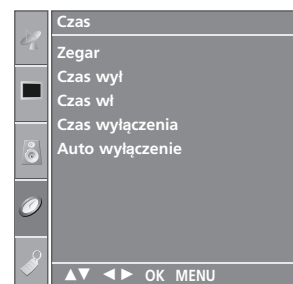 Czas
Zegar
Czas wył
Czas wł
Czas wyłączenia
Auto wyłączenie
▲▼ ◄► OK MENU